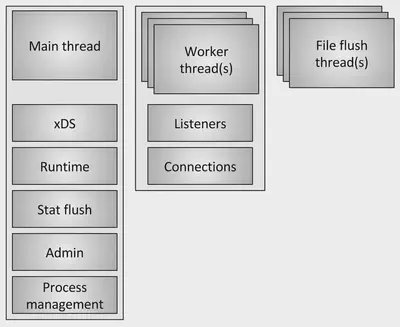 Main thread
xDS
Runtime
Stat flush
Admin
Process
management
Worker
thread(s)
Listeners
Connections
File flush
thread(s)